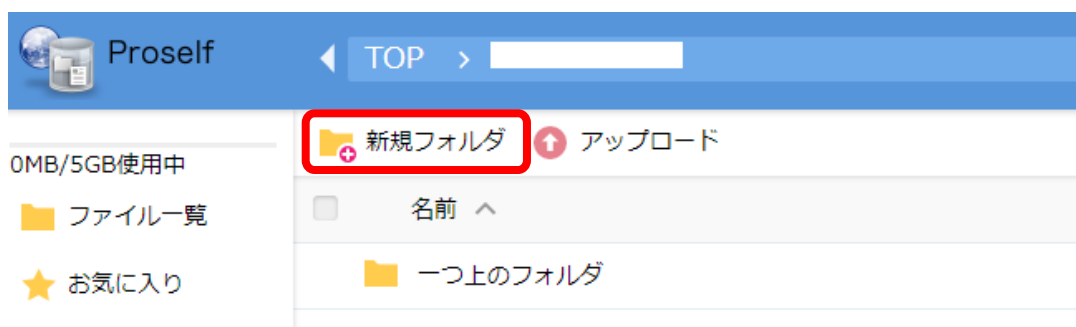 Proself
TOP >
新規フォルダ アップロード
0MB/5GB使用中
名前
ファイル一覧
一つ上のフォルダ
お気に入り